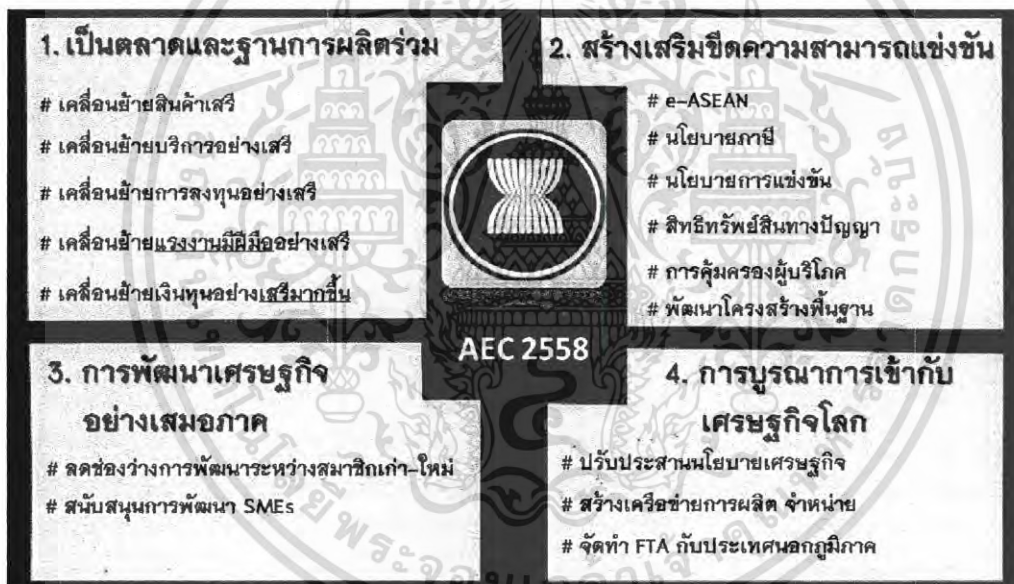 1. เป็นตลาดและฐานการผลิตร่วม
# เคลื่อนย้ายสินค้าเสรี
# เคลื่อนย้ายบริการอย่างเสรี
# เคลื่อนย้ายการลงทุนอย่างเสรี
# เคลื่อนย้ายแรงงานมีฝีมืออย่างเสรี
# เคลื่อนย้ายเงินทุนอย่างเสรีมากขึ้น
2. สร้างเสริมขีดความสามารถแข่งขัน
# e-ASEAN
# นโยบายภาษี
# นโยบายการแข่งขัน
# สิทธิทรัพย์สินทางปัญญา
# การคุ้มครองผู้บริโภค
# พัฒนาโครงสร้างพื้นฐาน
AEC 2558
3. การพัฒนาเศรษฐกิจ
อย่างเสมอภาค
# ลดช่องว่างการพัฒนาระหว่างสมาชิกเก่า-ใหม่
# สนับสนุนการพัฒนา SMEs
4. การบูรณาการเข้ากับ
เศรษฐกิจโลก
# ปรับประสานนโยบายเศรษฐกิจ
# สร้างเครือข่ายการผลิต จำหน่าย
# จัดทำ FTA กับประเทศนอกภูมิภาค